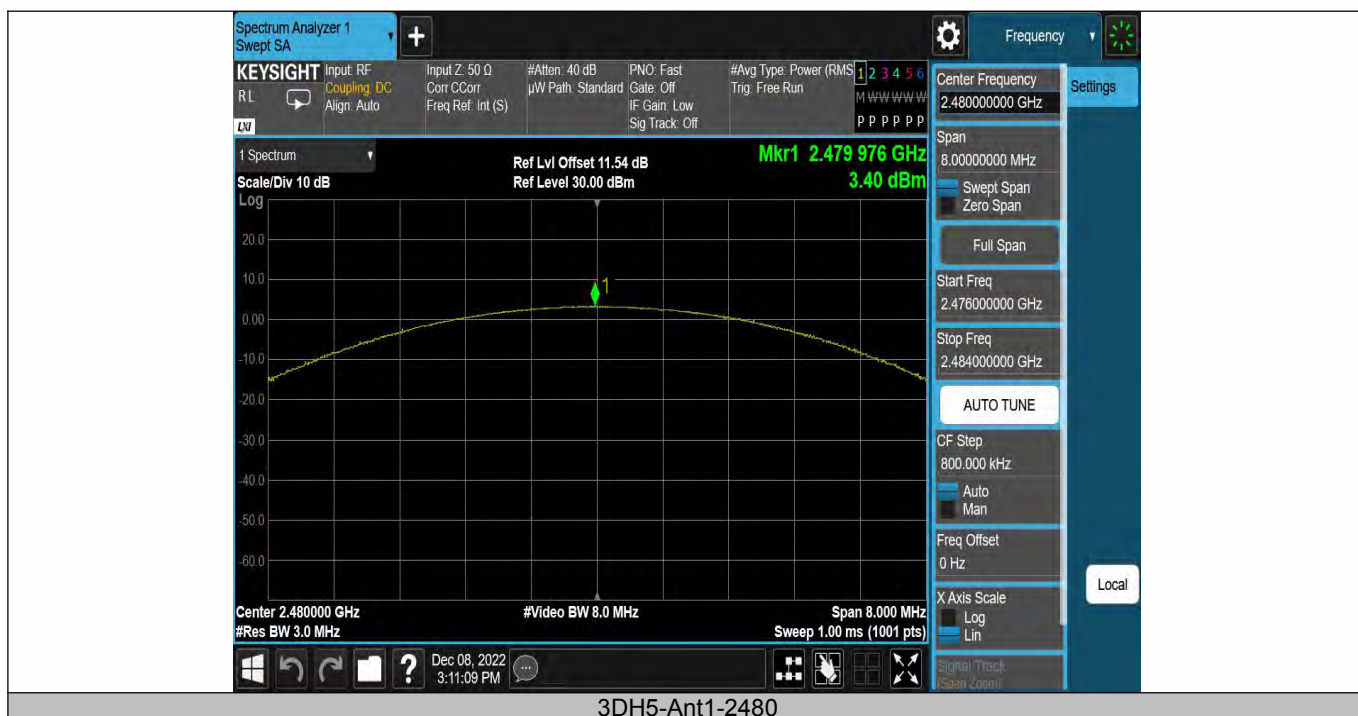 Spectrum Analyzer 1
Swept SA
+
Frequency
KEYSIGHT
R L
LXI
Input: RF
Coupling: DC
Align: Auto
Input Z: 50 Ω
Corr CCorr
Freq Ref: Int (S)
#Atten: 40 dB
µW Path: Standard
PNO: Fast
Gate: Off
IF Gain: Low
Sig Track: Off
#Avg Type: Power (RMS
Trig: Free Run
1 2 3 4 5 6
M W W W W W
P P P P P P
1 Spectrum
Scale/Div 10 dB
Log
Ref Lvl Offset 11.54 dB
Ref Level 30.00 dBm
Mkr1 2.479 976 GHz
3.40 dBm
20.0
10.0
0.00
-10.0
-20.0
-30.0
-40.0
-50.0
-60.0
1
Center 2.480000 GHz
#Res BW 3.0 MHz
#Video BW 8.0 MHz
Span 8.000 MHz
Sweep 1.00 ms (1001 pts)
?
Dec 08, 2022
3:11:09 PM
Center Frequency
2.480000000 GHz
Settings
Span
8.00000000 MHz
Swept Span
Zero Span
Full Span
Start Freq
2.476000000 GHz
Stop Freq
2.484000000 GHz
AUTO TUNE
CF Step
800.000 kHz
Auto
Man
Freq Offset
0 Hz
X Axis Scale
Log
Lin
Local
Signal Track
(Span Zoom)
3DH5-Ant1-2480